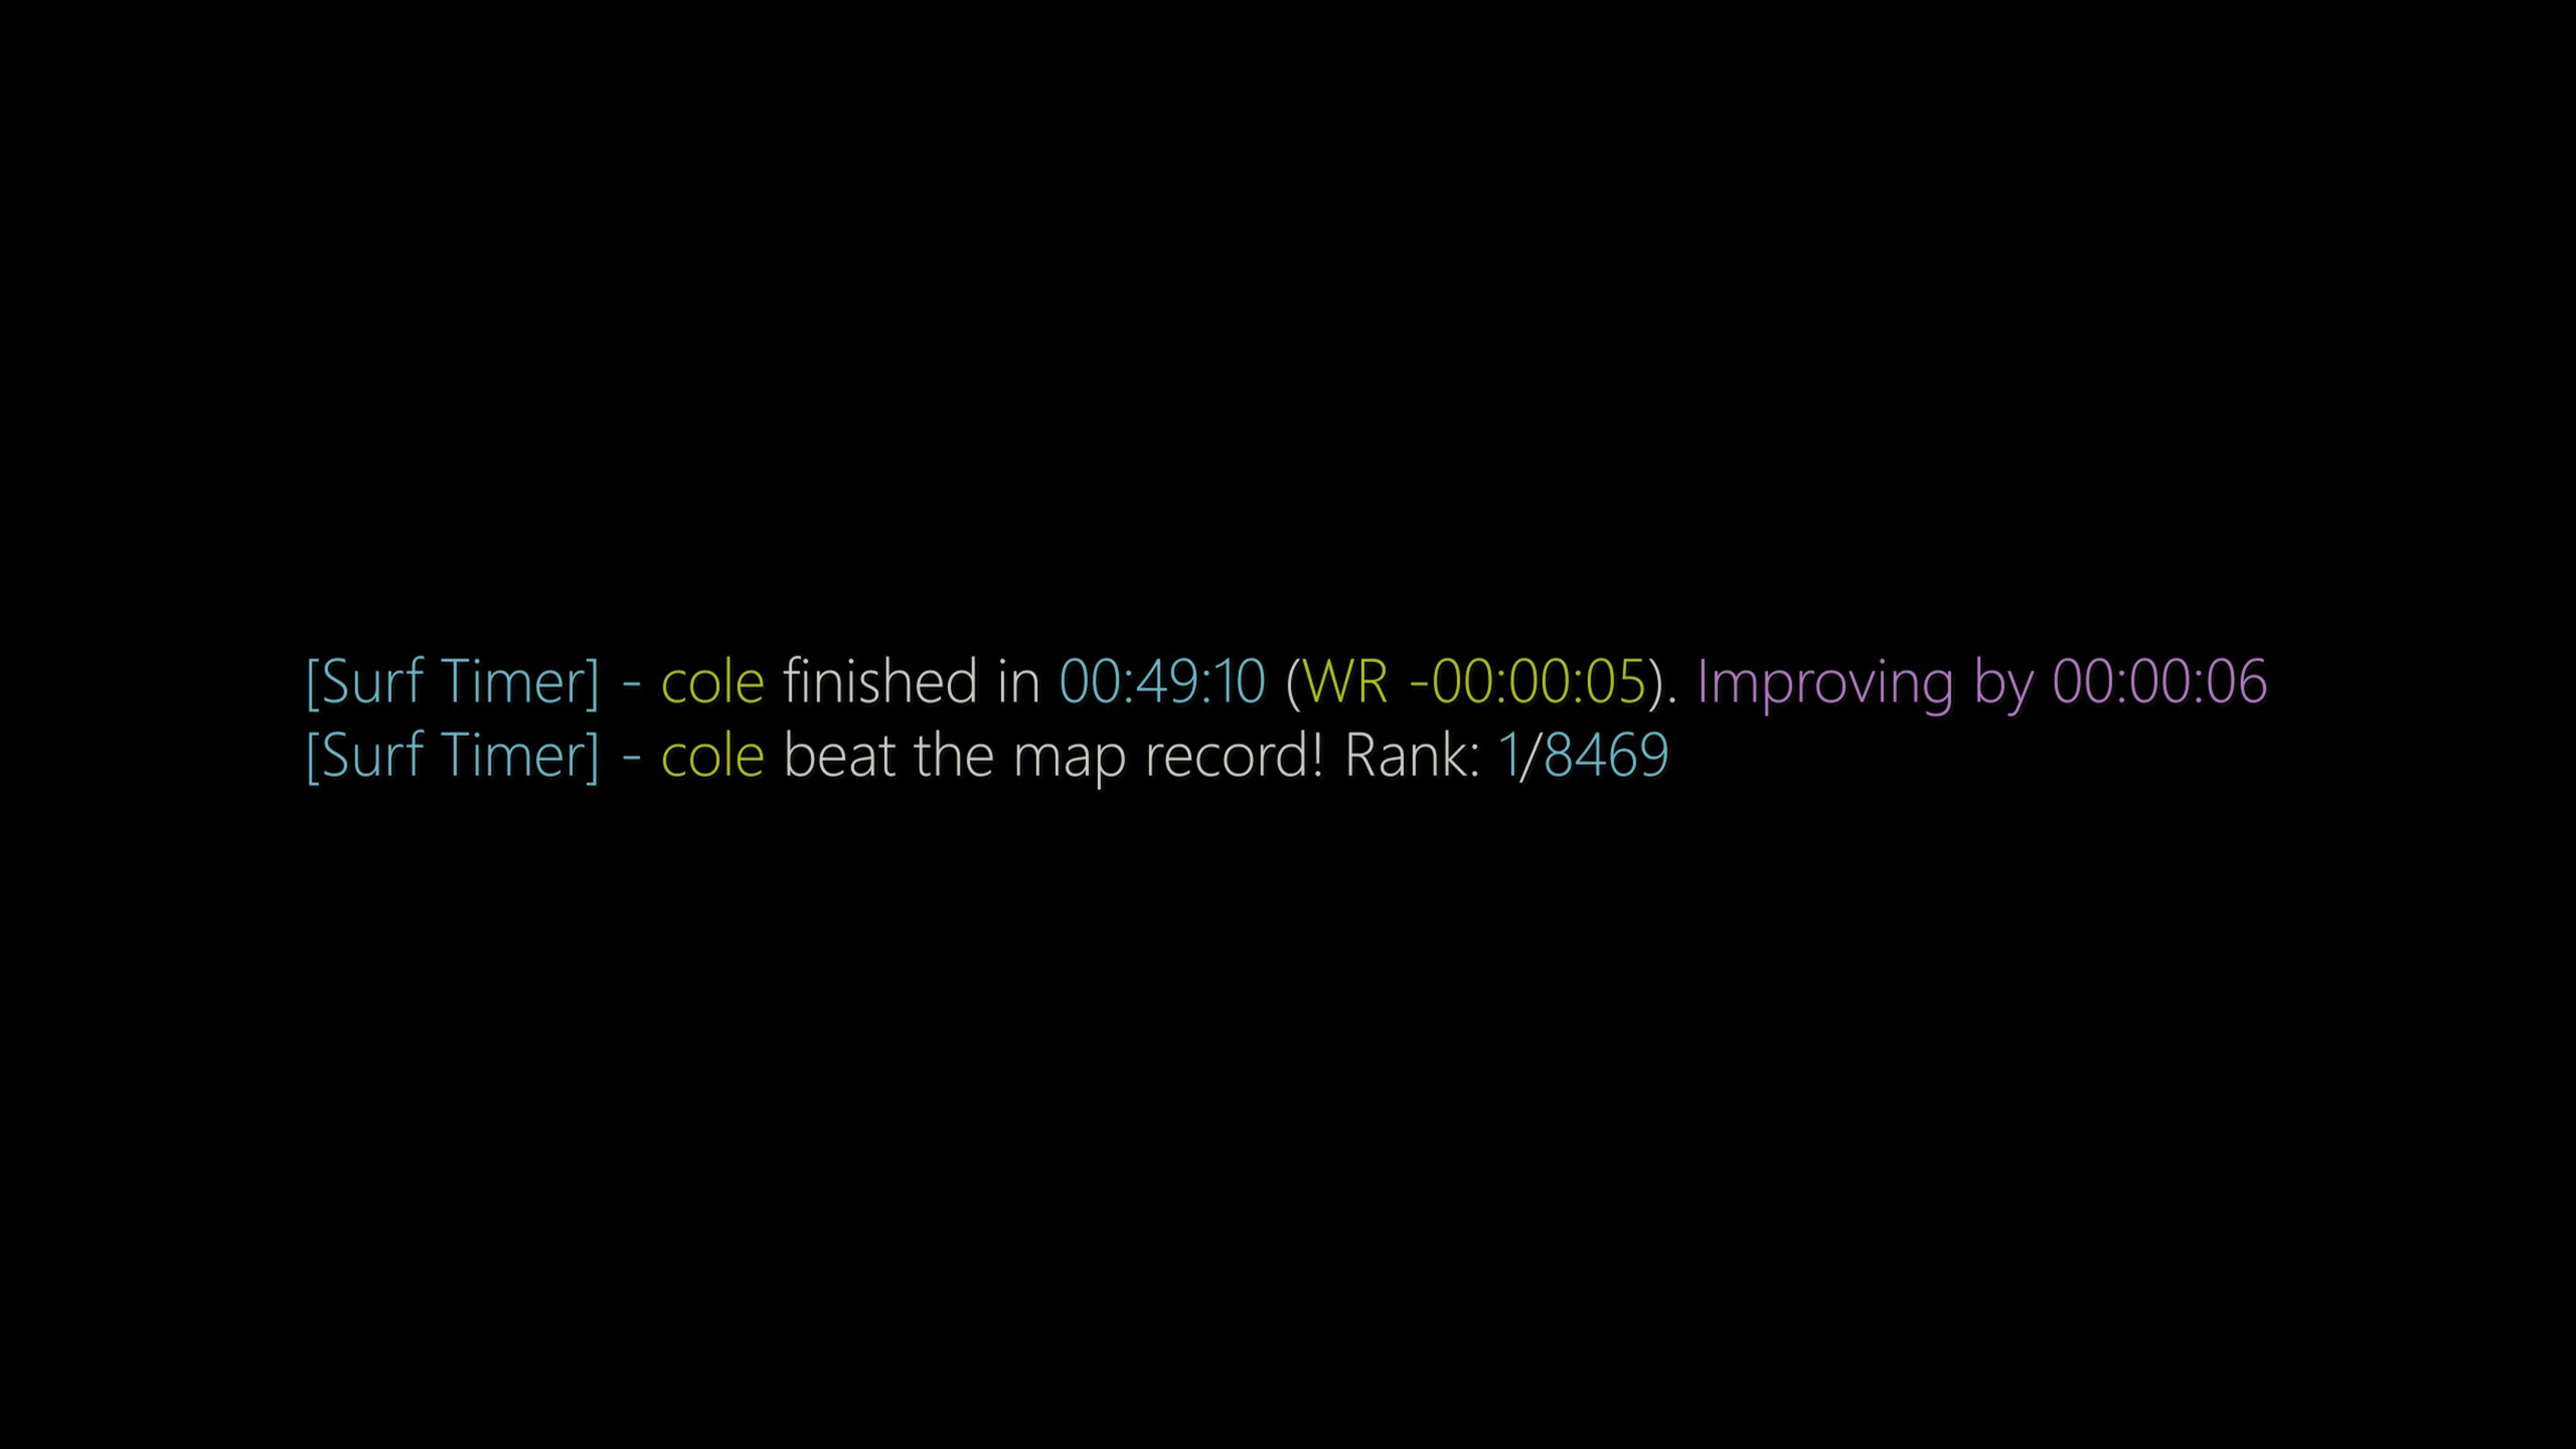 [Surf Timer] - cole finished in 00:49:10 (WR -00:00:05). Improving by 00:00:06
[Surf Timer] - cole beat the map record! Rank: 1/8469